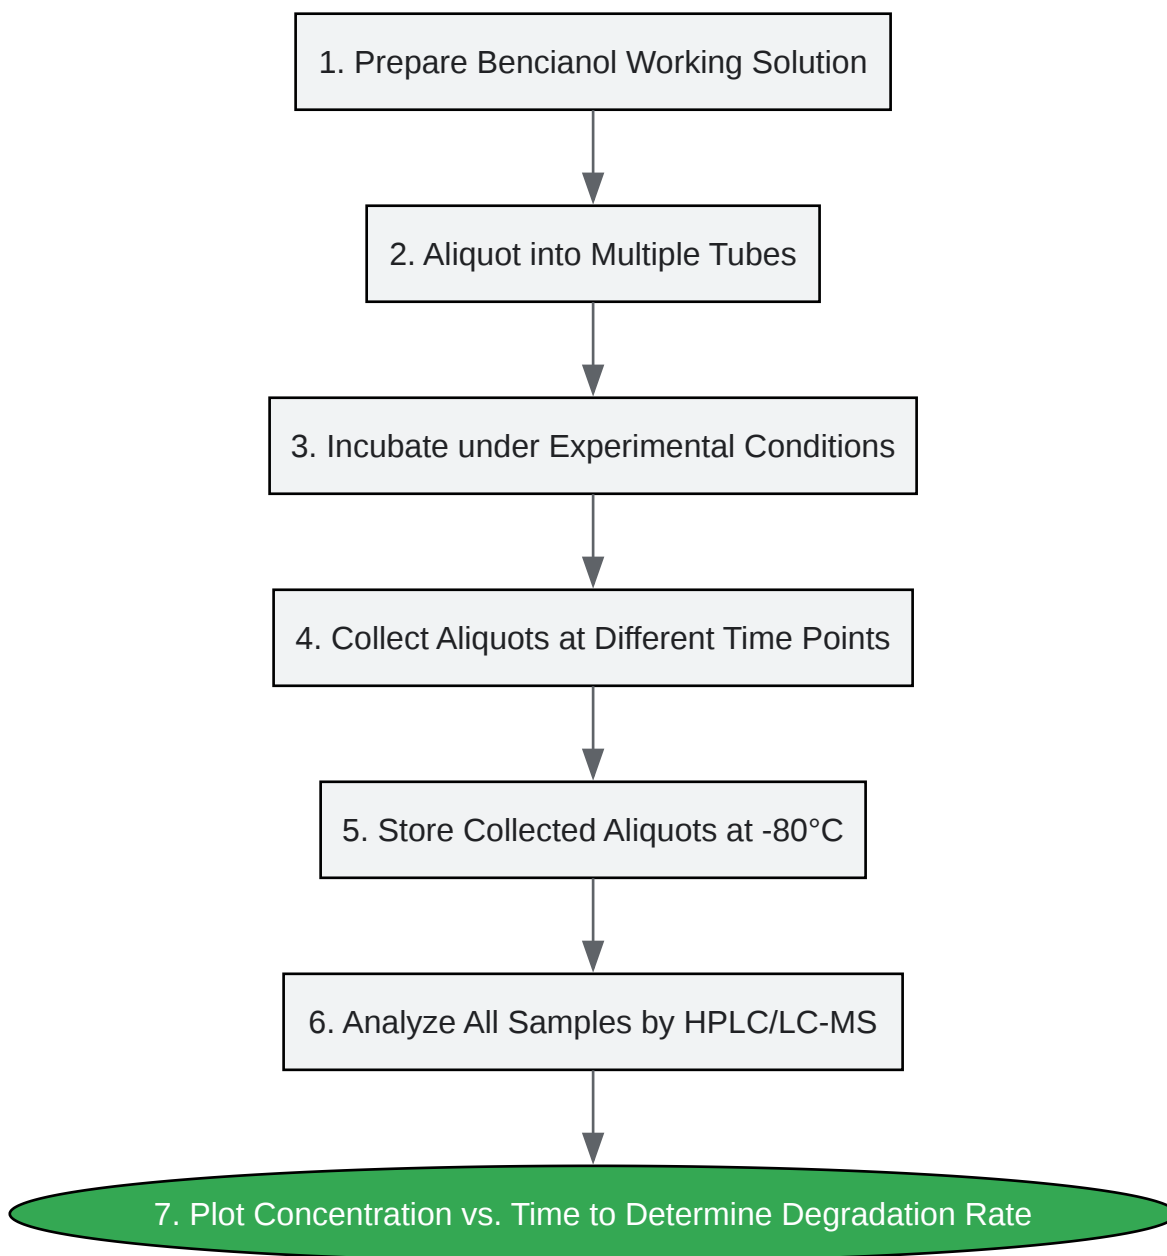 1. Prepare Bencianol Working Solution
2. Aliquot into Multiple Tubes
3. Incubate under Experimental Conditions
4. Collect Aliquots at Different Time Points
5. Store Collected Aliquots at -80°C
6. Analyze All Samples by HPLC/LC-MS
7. Plot Concentration vs. Time to Determine Degradation Rate